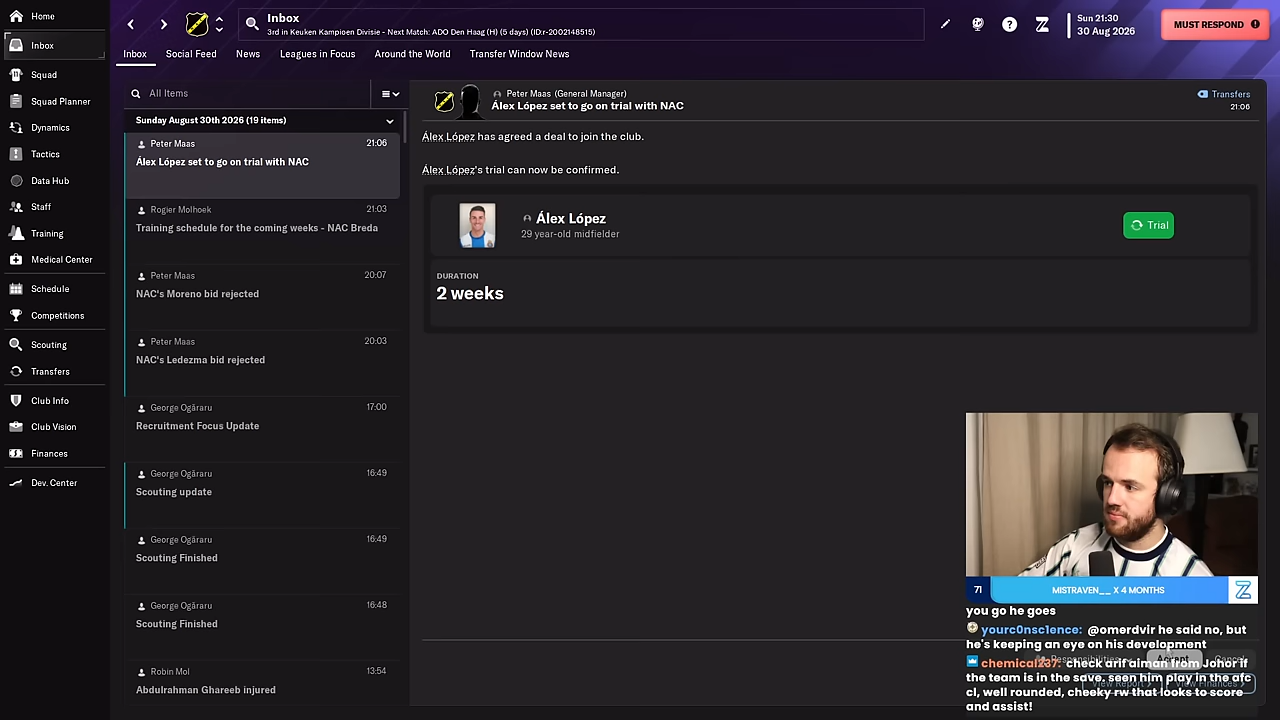 Home
Inbox
Squad
Squad Planner
Dynamics
Tactics
Data Hub
Staff
Training
Medical Center
Schedule
Competitions
Scouting
Transfers
Club Info
Club Vision
Finances
Dev. Center
Inbox
3rd in Keuken Kampioen Divisie - Next Match: ADO Den Haag (H) (5 days) (ID:r-2002148515)
Sun 21:30
30 Aug 2026
MUST RESPOND
Inbox
Social Feed
News
Leagues in Focus
Around the World
Transfer Window News
All Items
Sunday August 30th 2026 (19 items)
Peter Maas 21:06
Álex López set to go on trial with NAC
Rogier Molhoek 21:03
Training schedule for the coming weeks - NAC Breda
Peter Maas 20:07
NAC's Moreno bid rejected
Peter Maas 20:03
NAC's Ledezma bid rejected
George Ogăraru 17:00
Recruitment Focus Update
George Ogăraru 16:49
Scouting update
George Ogăraru 16:49
Scouting Finished
George Ogăraru 16:48
Scouting Finished
Robin Mol 13:54
Abdulrahman Ghareeb injured
Peter Maas (General Manager)
Álex López set to go on trial with NAC
Transfers
21:06
Álex López has agreed a deal to join the club.
Álex López's trial can now be confirmed.
Álex López
29 year-old midfielder
Trial
DURATION
2 weeks
71
MISTRAVEN__ X 4 MONTHS
you go he goes
yourc0nsc1ence: @omerdvir he said no, but
he's keeping an eye on his development
chemical237: check arif aiman from Johor if
the team is in the save, seen him play in the afc
cl, well rounded, cheeky rw that looks to score
and assist!
Responsibilities
Accept
Cancel
View Report
View Finances